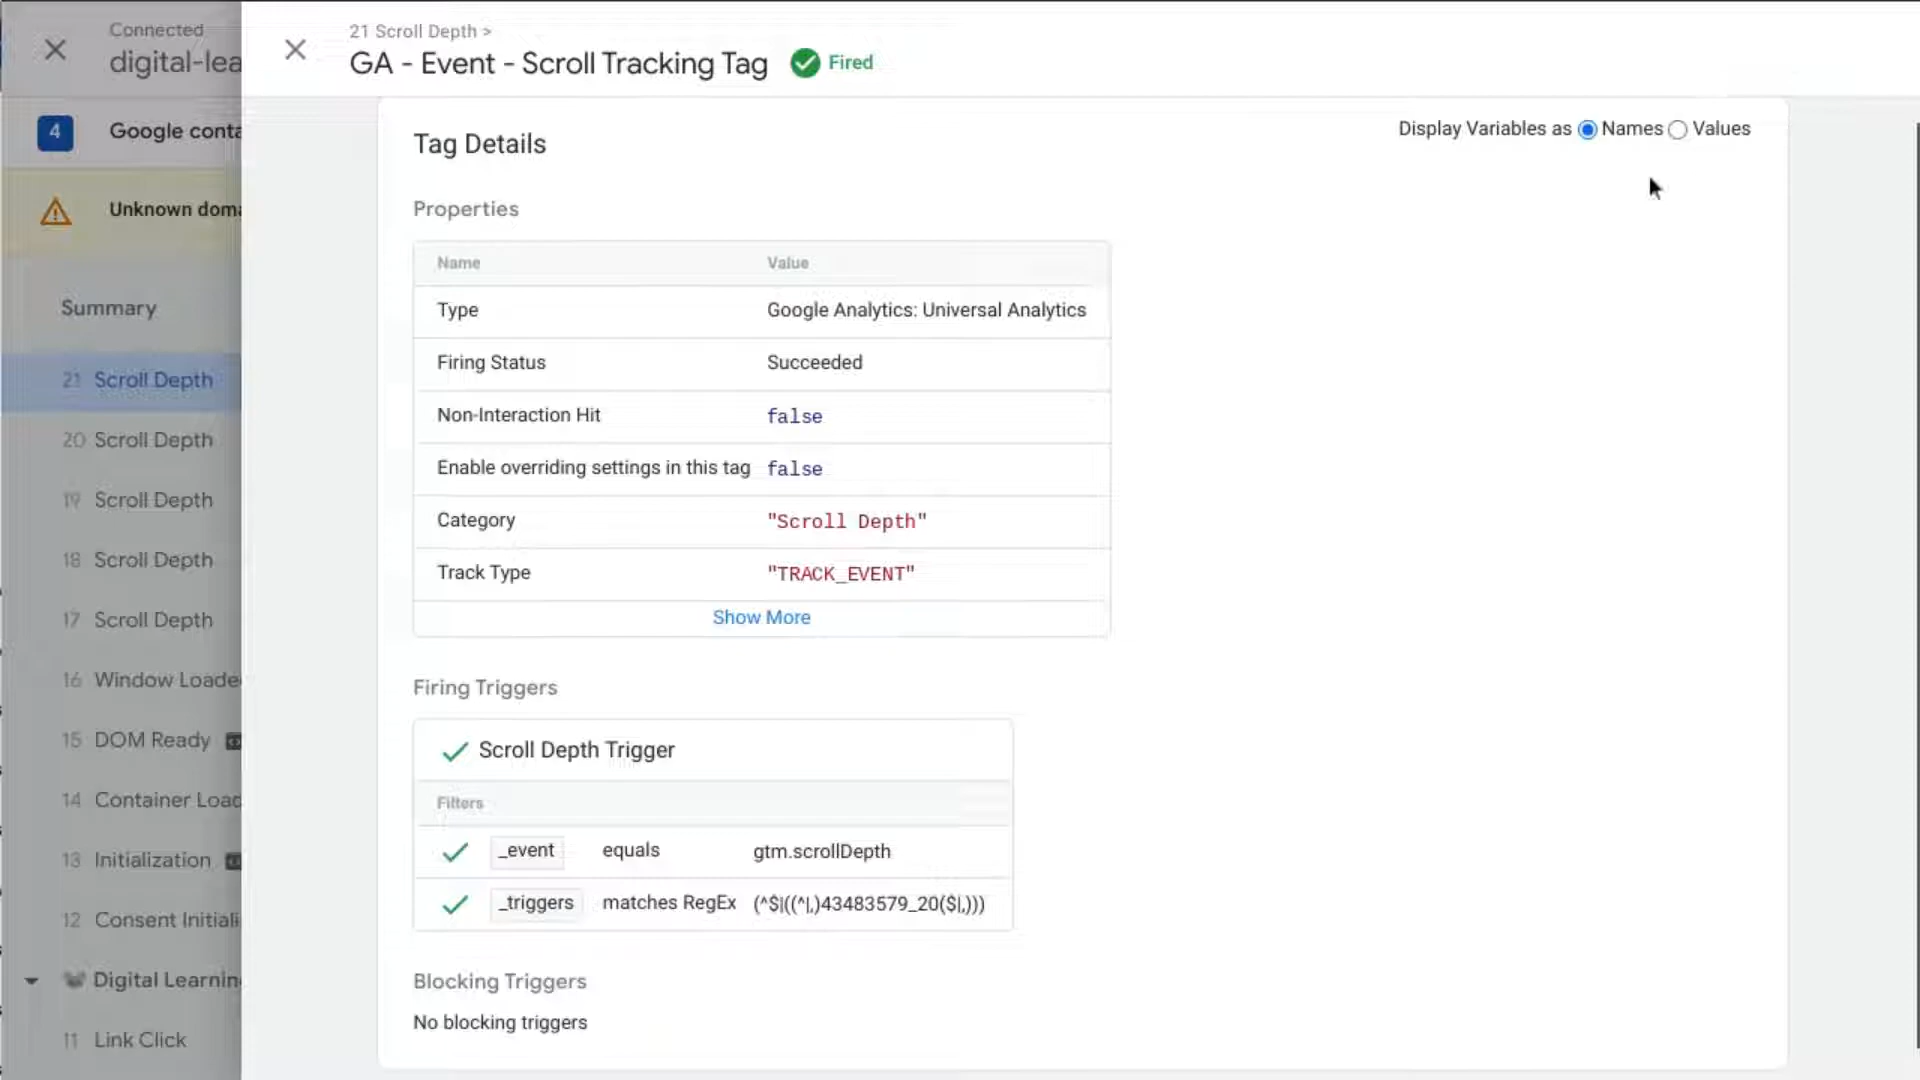 Connected
digital-lea
4 Google conta
Unknown doma
Summary
21 Scroll Depth
20 Scroll Depth
19 Scroll Depth
18 Scroll Depth
17 Scroll Depth
16 Window Loade
15 DOM Ready
14 Container Load
13 Initialization
12 Consent Initiali
Digital Learnin
11 Link Click
21 Scroll Depth >
GA - Event - Scroll Tracking Tag Fired
Tag Details
Display Variables as Names Values
Properties
Name Value
Type Google Analytics: Universal Analytics
Firing Status Succeeded
Non-Interaction Hit false
Enable overriding settings in this tag false
Category "Scroll Depth"
Track Type "TRACK_EVENT"
Show More
Firing Triggers
Scroll Depth Trigger
Filters
_event equals gtm.scrollDepth
_triggers matches RegEx (^$|((^|,)43483579_20($|,)))
Blocking Triggers
No blocking triggers